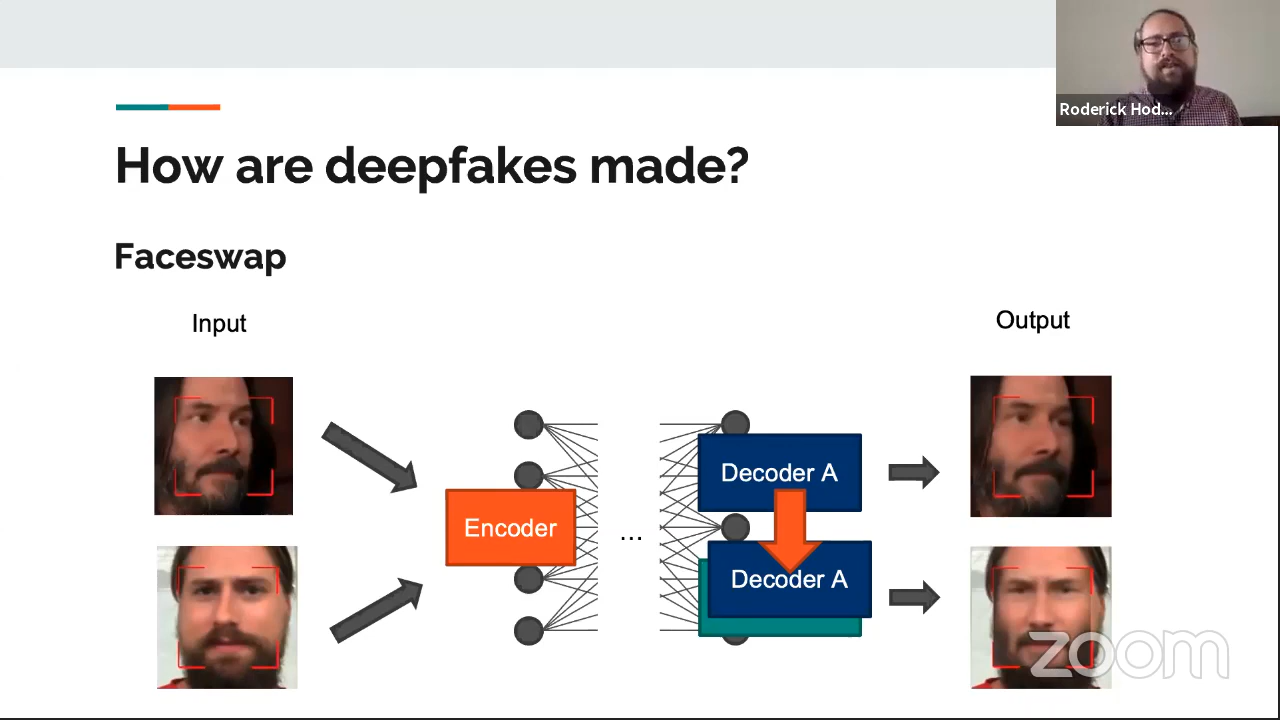 Roderick Hod...
How are deepfakes made?
Faceswap
Input
Output
Decoder A
Encoder
...
Decoder A
zoom